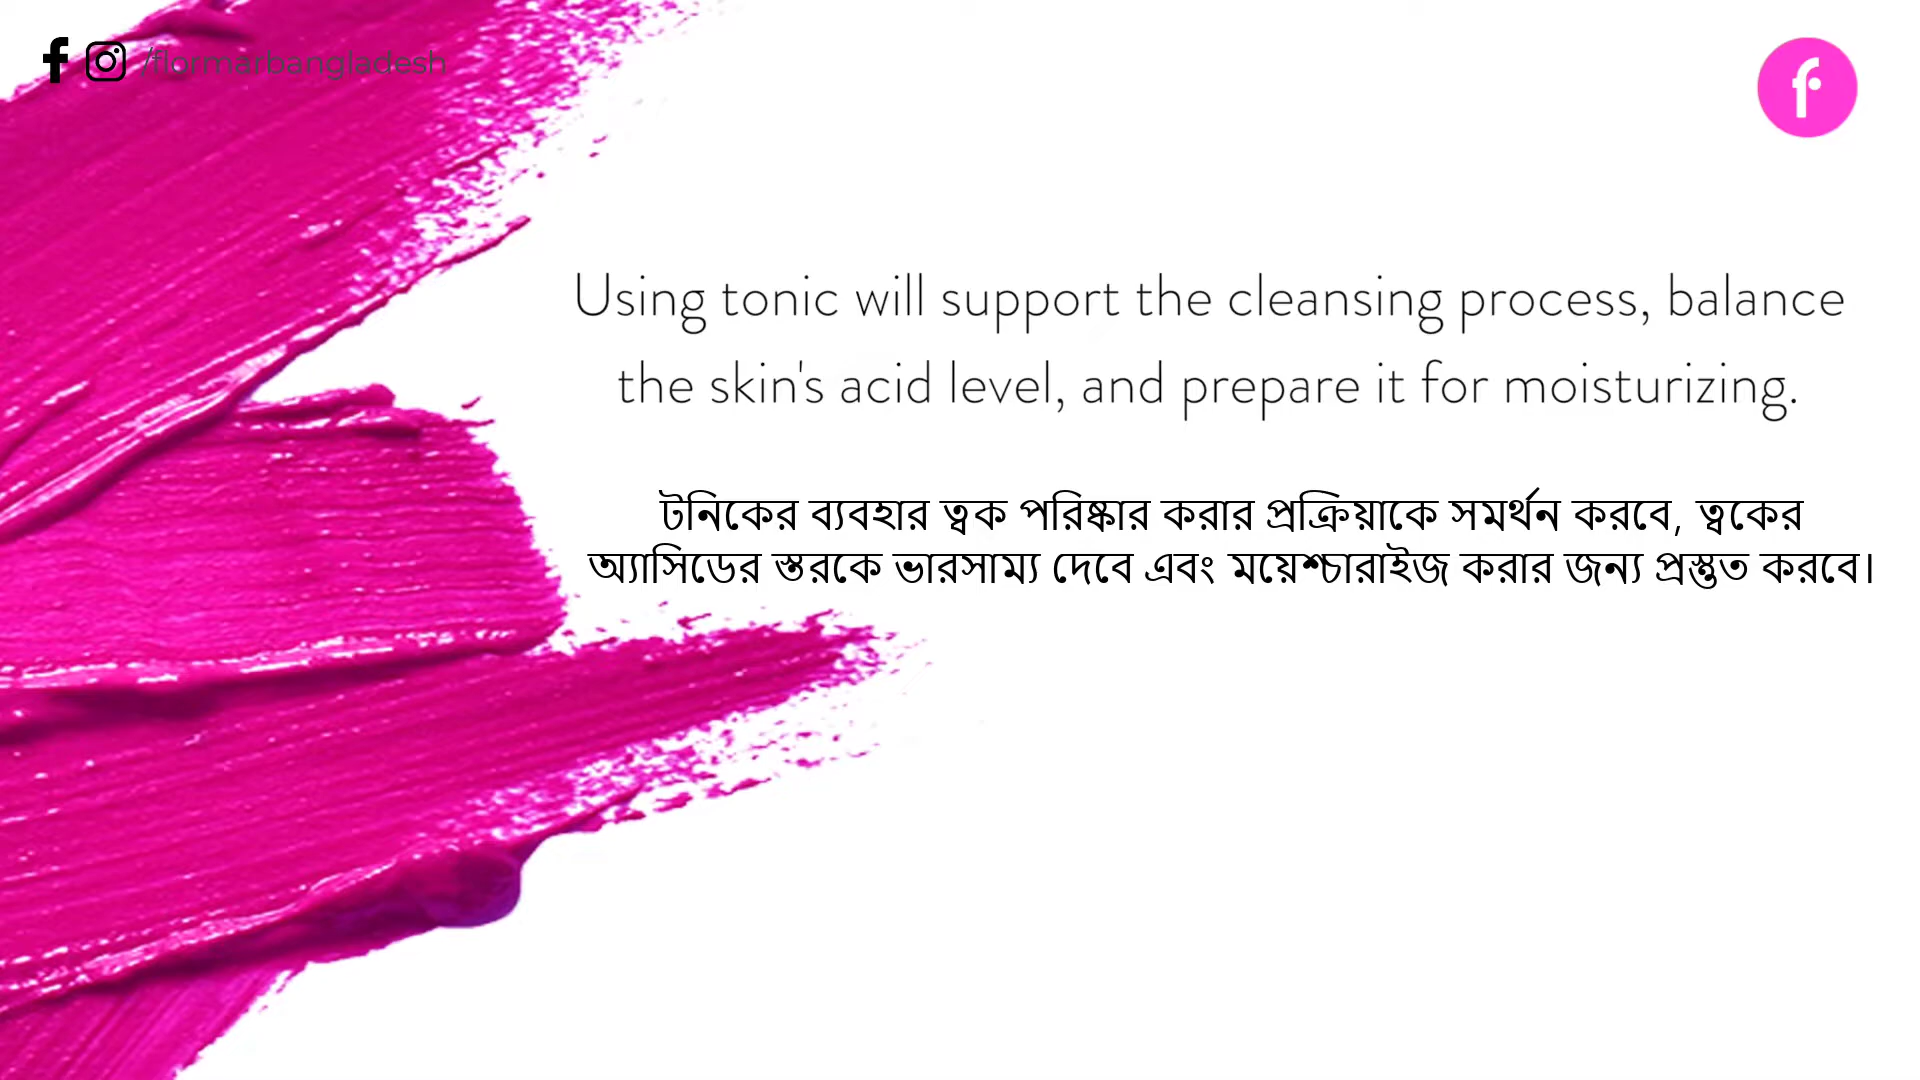 /flormarbangladesh
Using tonic will support the cleansing process, balance
the skin's acid level, and prepare it for moisturizing.
টনিকের ব্যবহার ত্বক পরিষ্কার করার প্রক্রিয়াকে সমর্থন করবে, ত্বকের
অ্যাসিডের স্তরকে ভারসাম্য দেবে এবং ময়েশ্চারাইজ করার জন্য প্রস্তুত করবে।